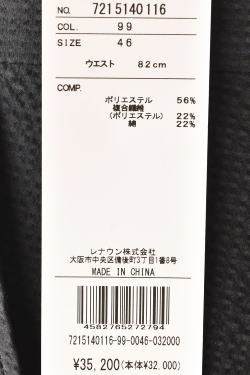 NO. 7215140116
COL. 99
SIZE 46
ウエスト 82cm
COMP.
ポリエステル 56%
複合繊維
(ポリエステル) 22%
綿 22%
レナウン株式会社
大阪市中央区備後町3丁目1番8号
MADE IN CHINA
4582765272794
7215140116-99-0046-032000
¥35,200(本体¥32,000)